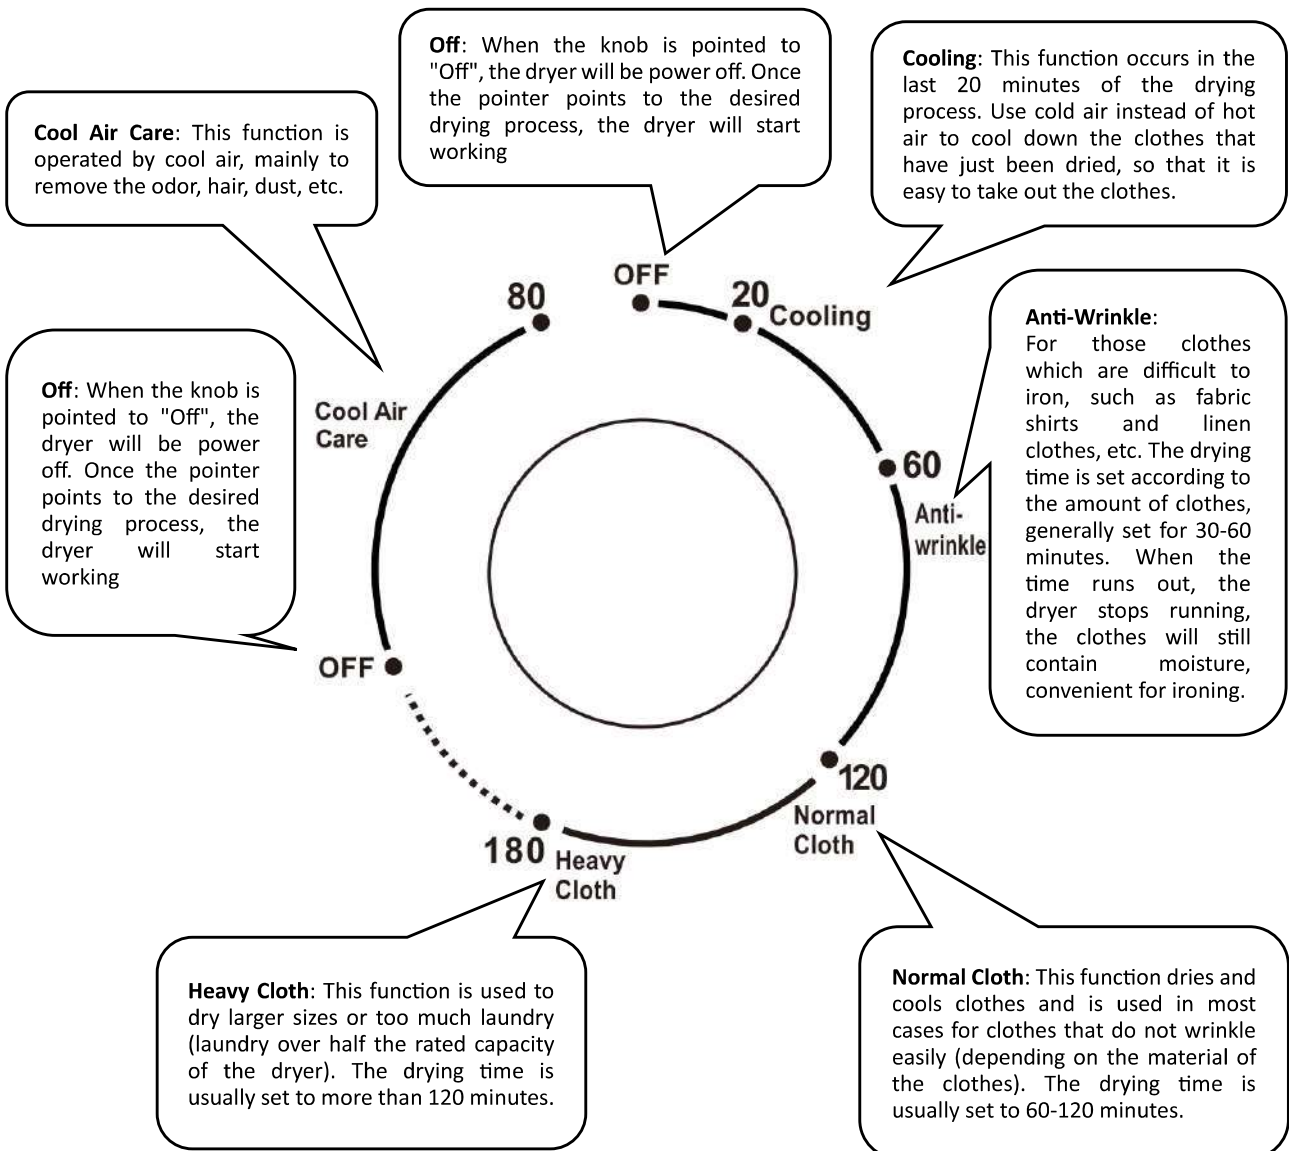 Off: When the knob is pointed to
"Off", the dryer will be power off. Once
the pointer points to the desired
drying process, the dryer will start
working
Cooling: This function occurs in the
last 20 minutes of the drying
process. Use cold air instead of hot
air to cool down the clothes that
have just been dried, so that it is
easy to take out the clothes.
Cool Air Care: This function is
operated by cool air, mainly to
remove the odor, hair, dust, etc.
OFF
80
20
Cooling
Anti-Wrinkle:
For those clothes
which are difficult to
iron, such as fabric
shirts and linen
clothes, etc. The drying
time is set according to
the amount of clothes,
generally set for 30-60
minutes. When the
time runs out, the
dryer stops running,
the clothes will still
contain moisture,
convenient for ironing.
Off: When the knob is
pointed to "Off", the
dryer will be power
off. Once the pointer
points to the desired
drying process, the
dryer will start
working
Cool Air
Care
60
Anti-
wrinkle
OFF
120
Normal
Cloth
180
Heavy
Cloth
Heavy Cloth: This function is used to
dry larger sizes or too much laundry
(laundry over half the rated capacity
of the dryer). The drying time is
usually set to more than 120 minutes.
Normal Cloth: This function dries and
cools clothes and is used in most
cases for clothes that do not wrinkle
easily (depending on the material of
the clothes). The drying time is
usually set to 60-120 minutes.